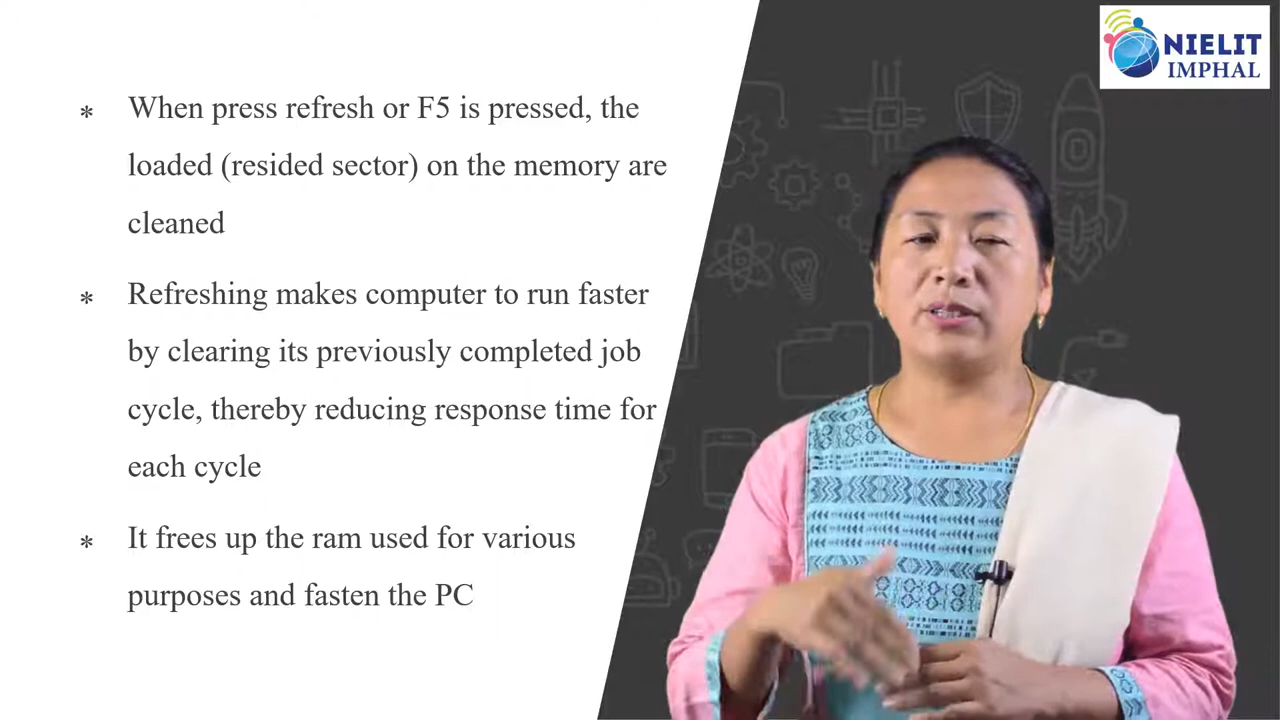 NIELIT
IMPHAL
* When press refresh or F5 is pressed, the
loaded (resided sector) on the memory are
cleaned
* Refreshing makes computer to run faster
by clearing its previously completed job
cycle, thereby reducing response time for
each cycle
* It frees up the ram used for various
purposes and fasten the PC